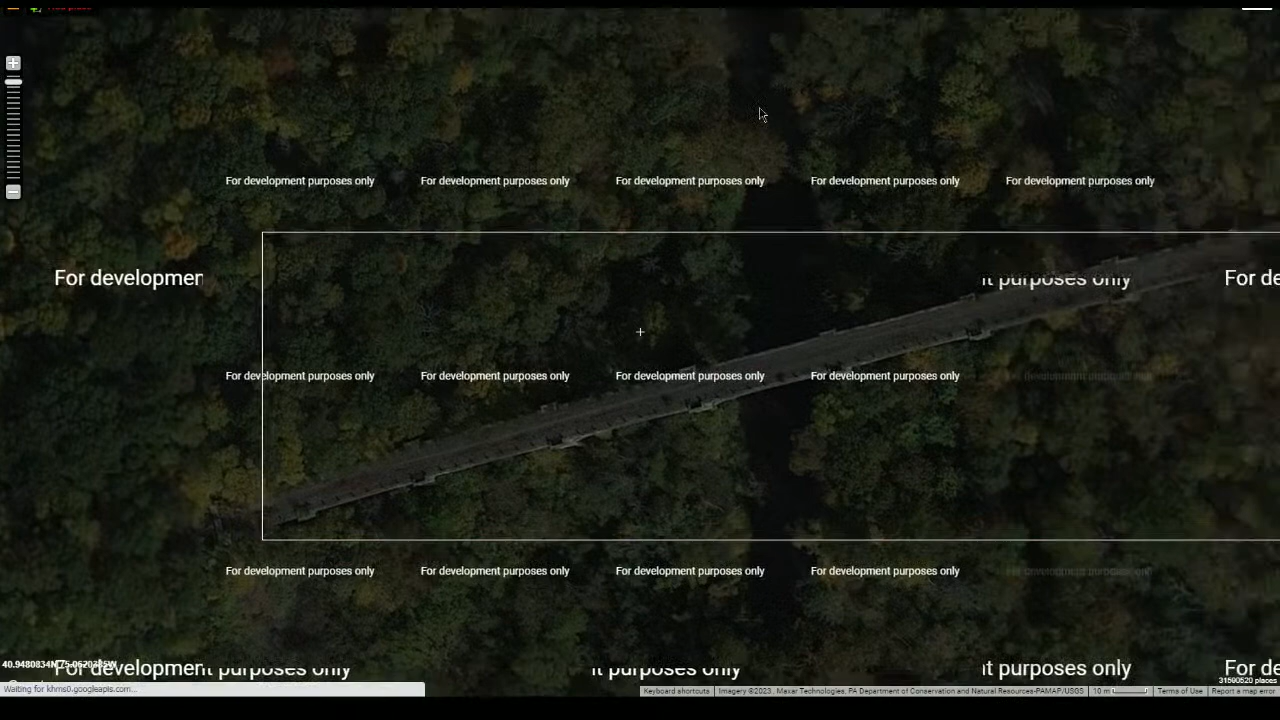 For development purposes only For development purposes only For development purposes only For development purposes only For development purposes only
For developmen t purposes only For de
For development purposes only For development purposes only For development purposes only For development purposes only
For development purposes only For development purposes only For development purposes only For development purposes only
40.9480834N,
For development purposes only t purposes only t purposes only For de
31590520 places
Waiting for khms0.googleapis.com...
Keyboard shortcuts Imagery ©2023 , Maxar Technologies, PA Department of Conservation and Natural Resources-PAMAP/USGS 10 m Terms of Use Report a map error